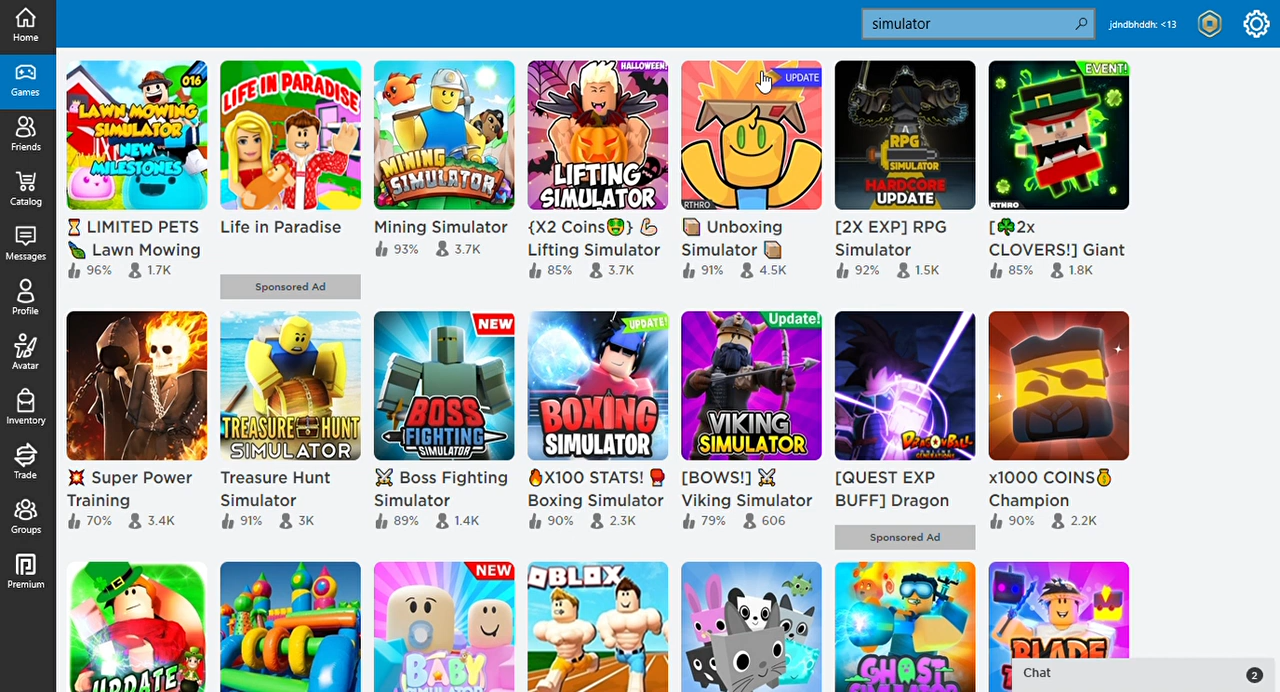 simulator
jdndbhddh: <13
Home
Games
Friends
Catalog
Messages
Profile
Avatar
Inventory
Trade
Groups
Premium
016
LAWN MOWING
SIMULATOR
NEW
MILESTONES
LIFE IN PARADISE
MINING
SIMULATOR
HALLOWEEN!
LIFTING
SIMULATOR
UPDATE
RTHRO
RPG
SIMULATOR
HARDCORE
UPDATE
EVENT!
RTHRO
⏳ LIMITED PETS
🍃 Lawn Mowing
96% 1.7K
Life in Paradise
Sponsored Ad
Mining Simulator
93% 3.7K
{X2 Coins🤑} 💪
Lifting Simulator
85% 3.7K
📦 Unboxing
Simulator 📦
91% 4.5K
[2X EXP] RPG
Simulator
92% 1.5K
[🍀2x
CLOVERS!] Giant
85% 1.8K
TREASURE HUNT
SIMULATOR
NEW
BOSS
FIGHTING
SIMULATOR
UPDATE!
BOXING
SIMULATOR
Update!
VIKING
SIMULATOR
DRAGONBALL
💥 Super Power
Training
70% 3.4K
Treasure Hunt
Simulator
91% 3K
⚔ Boss Fighting
Simulator
89% 1.4K
🔥X100 STATS! 🥊
Boxing Simulator
90% 2.3K
[BOWS!] ⚔
Viking Simulator
79% 606
[QUEST EXP
BUFF] Dragon
Sponsored Ad
x1000 COINS💰
Champion
90% 2.2K
UPDATE
NEW
BABY
SIMULATOR
OBLOX
GHOST
SIMULATOR
BLADE
Chat
2